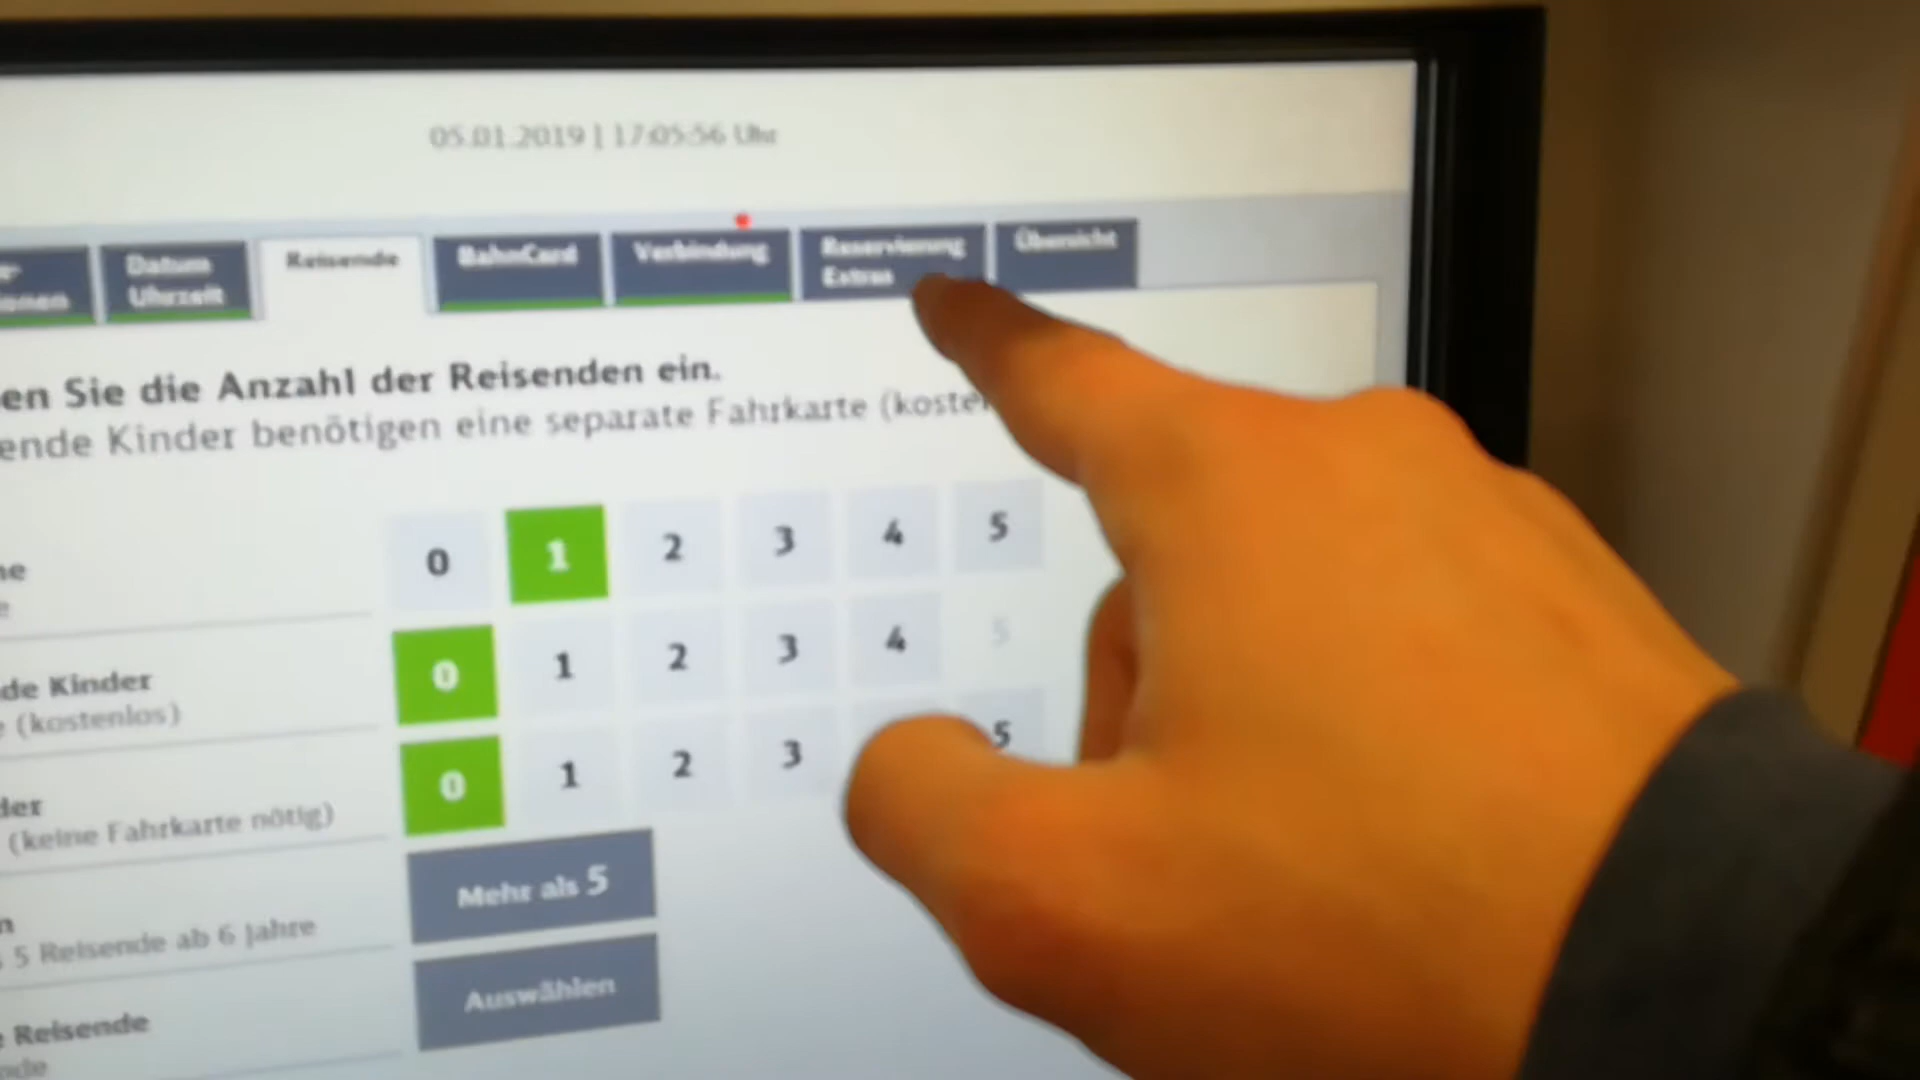 05.01.2019 | 17:05:56 Uhr
Datum
Uhrzeit
Reisende
BahnCard
Verbindung
Reservierung
Extras
Übersicht
en Sie die Anzahl der Reisenden ein.
ende Kinder benötigen eine separate Fahrkarte (koste
0 1 2 3 4 5
de Kinder
(kostenlos)
0 1 2 3 4 5
der
(keine Fahrkarte nötig)
0 1 2 3 5
Mehr als 5
5 Reisende ab 6 Jahre
Auswählen
Reisende
nde